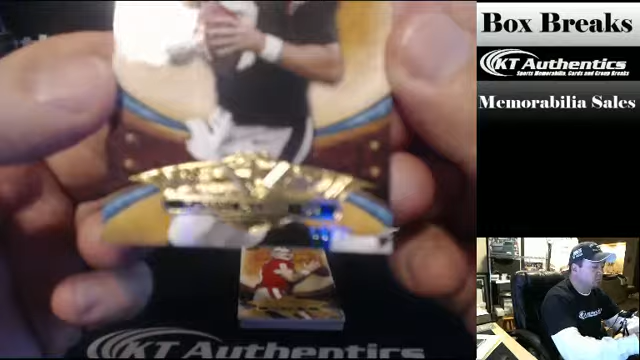 Box Breaks
KT Authentics
Sports Memorabilia, Cards and Group Breaks
Memorabilia Sales
KT Authentics